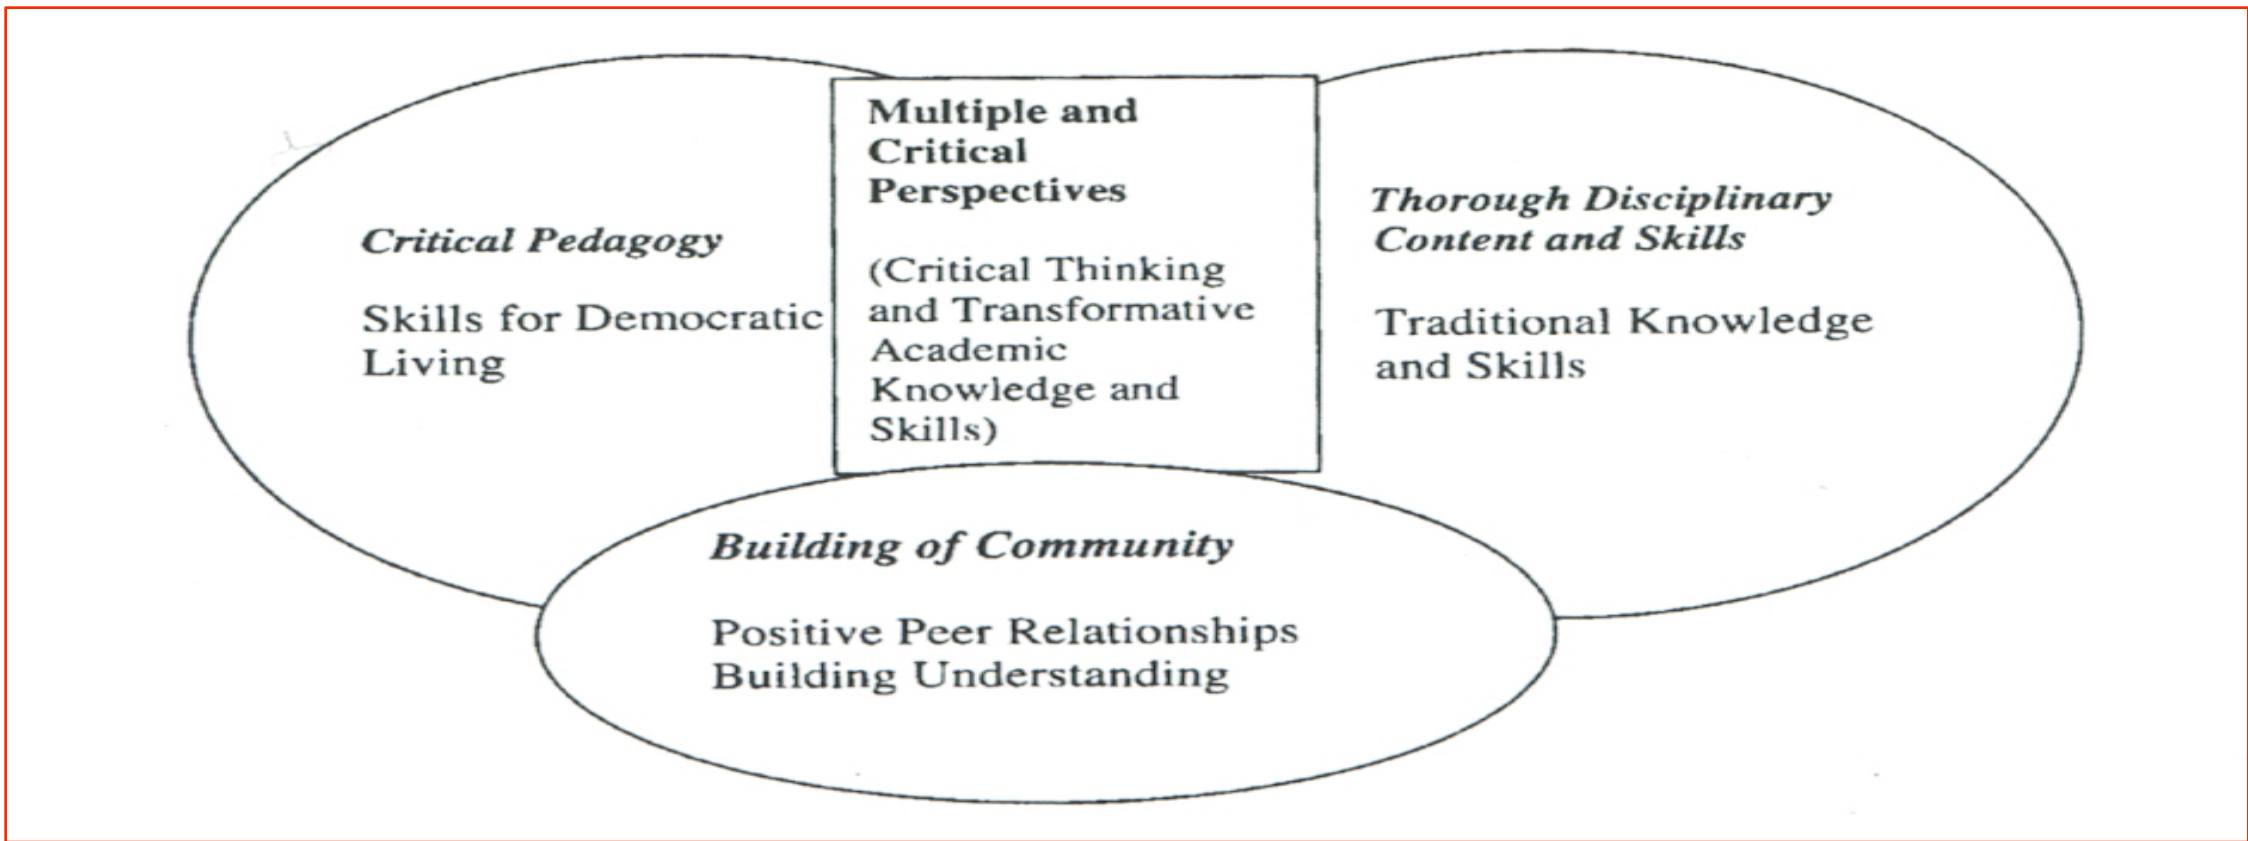 Critical Pedagogy
Skills for Democratic
Living
Multiple and
Critical
Perspectives
(Critical Thinking
and Transformative
Academic
Knowledge and
Skills)
Thorough Disciplinary
Content and Skills
Traditional Knowledge
and Skills
Building of Community
Positive Peer Relationships
Building Understanding